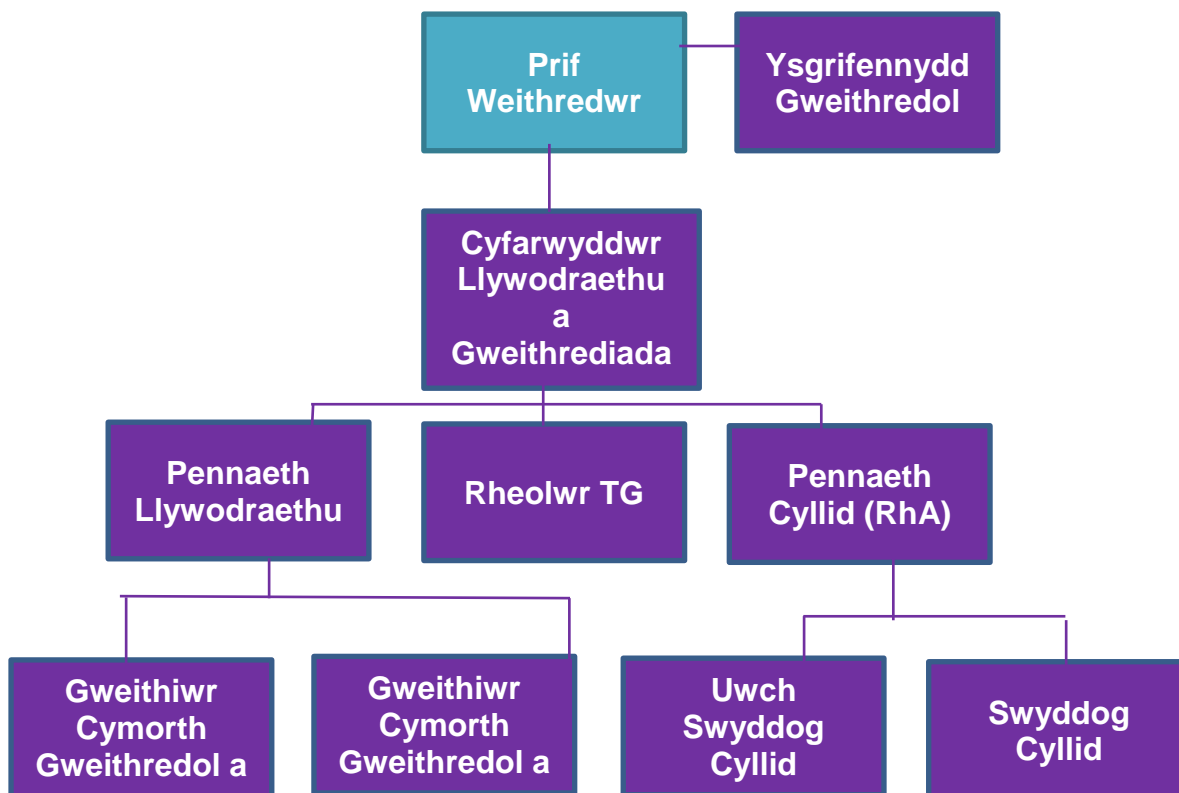 Prif
Weithredwr
Ysgrifennydd
Gweithredol
Cyfarwyddwr
Llywodraethu
a
Gweithrediada
Pennaeth
Llywodraethu
Rheolwr TG
Pennaeth
Cyllid (RhA)
Gweithiwr
Cymorth
Gweithredol a
Gweithiwr
Cymorth
Gweithredol a
Uwch
Swyddog
Cyllid
Swyddog
Cyllid